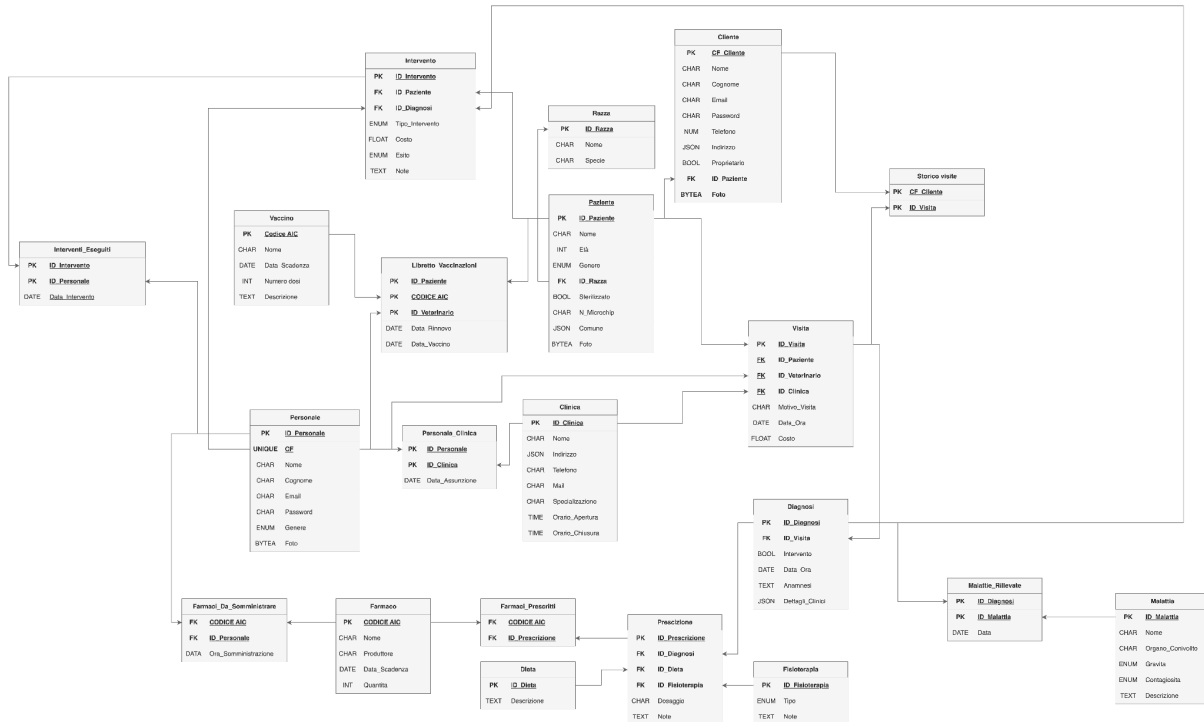 Cliente
PK CF_Cliente
CHAR Nome
CHAR Cognome
CHAR Email
CHAR Password
NUM Telefono
JSON Indirizzo
BOOL Proprietario
FK ID_Paziente
BYTEA Foto
Intervento
PK ID_Intervento
FK ID_Paziente
FK ID_Diagnosi
ENUM Tipo_Intervento
FLOAT Costo
ENUM Esito
TEXT Note
Razza
PK ID_Razza
CHAR Nome
CHAR Specie
Storico visite
PK CF_Cliente
PK ID_Visita
Paziente
PK ID_Paziente
CHAR Nome
INT Età
ENUM Genere
FK ID_Razza
BOOL Sterilizzato
CHAR N_Microchip
JSON Comune
BYTEA Foto
Vaccino
PK Codice AIC
CHAR Nome
DATE Data_Scadenza
INT Numero dosi
TEXT Descrizione
Interventi_Eseguiti
PK ID_Intervento
PK ID_Personale
DATE Data_Intervento
Libretto_Vaccinazioni
PK ID_Paziente
PK CODICE AIC
PK ID_Veterinario
DATE Data_Rinnovo
DATE Data_Vaccino
Visita
PK ID_Visita
FK ID_Paziente
FK ID_Veterinario
FK ID_Clinica
CHAR Motivo_Visita
DATE Data_Ora
FLOAT Costo
Personale
PK ID_Personale
UNIQUE CF
CHAR Nome
CHAR Cognome
CHAR Email
CHAR Password
ENUM Genere
BYTEA Foto
Personale_Clinica
PK ID_Personale
PK ID_Clinica
DATE Data_Assunzione
Clinica
PK ID_Clinica
CHAR Nome
JSON Indirizzo
CHAR Telefono
CHAR Mail
CHAR Specializzazione
TIME Orario_Apertura
TIME Orario_Chiusura
Diagnosi
PK ID_Diagnosi
FK ID_Visita
BOOL Intervento
DATE Data_Ora
TEXT Anamnesi
JSON Dettagli_Clinici
Malattie_Rillevate
PK ID_Diagnosi
PK ID_Malattia
DATE Data
Malattia
PK ID_Malattia
CHAR Nome
CHAR Organo_Conivolto
ENUM Gravita
ENUM Contagiosita
TEXT Descrizione
Farmaci_Da_Somministrare
FK CODICE AIC
FK ID_Personale
DATA Ora_Somministrazione
Farmaco
PK CODICE AIC
CHAR Nome
CHAR Produttore
DATE Data_Scadenza
INT Quantita
Farmaci_Prescritti
FK CODICE AIC
FK ID_Prescrizione
Dieta
PK ID_Dieta
TEXT Descrizione
Prescizione
PK ID_Prescrizione
FK ID_Diagnosi
FK ID_Dieta
FK ID_Fisioterapia
CHAR Dosaggio
TEXT Note
Fisioterapia
PK ID_Fisioterapia
ENUM Tipo
TEXT Note